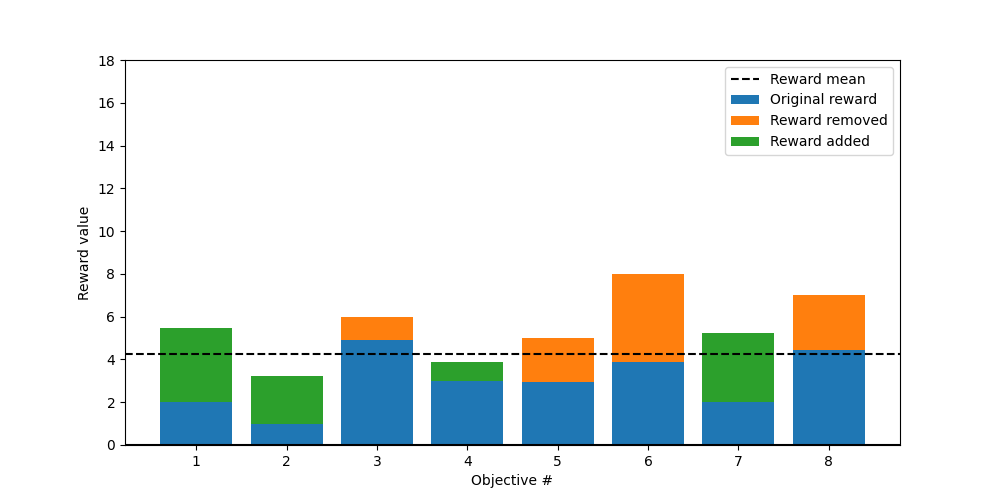 18
16
14
12
10
8
6
4
2
0
Reward value
Reward mean
Original reward
Reward removed
Reward added
1 2 3 4 5 6 7 8
Objective #